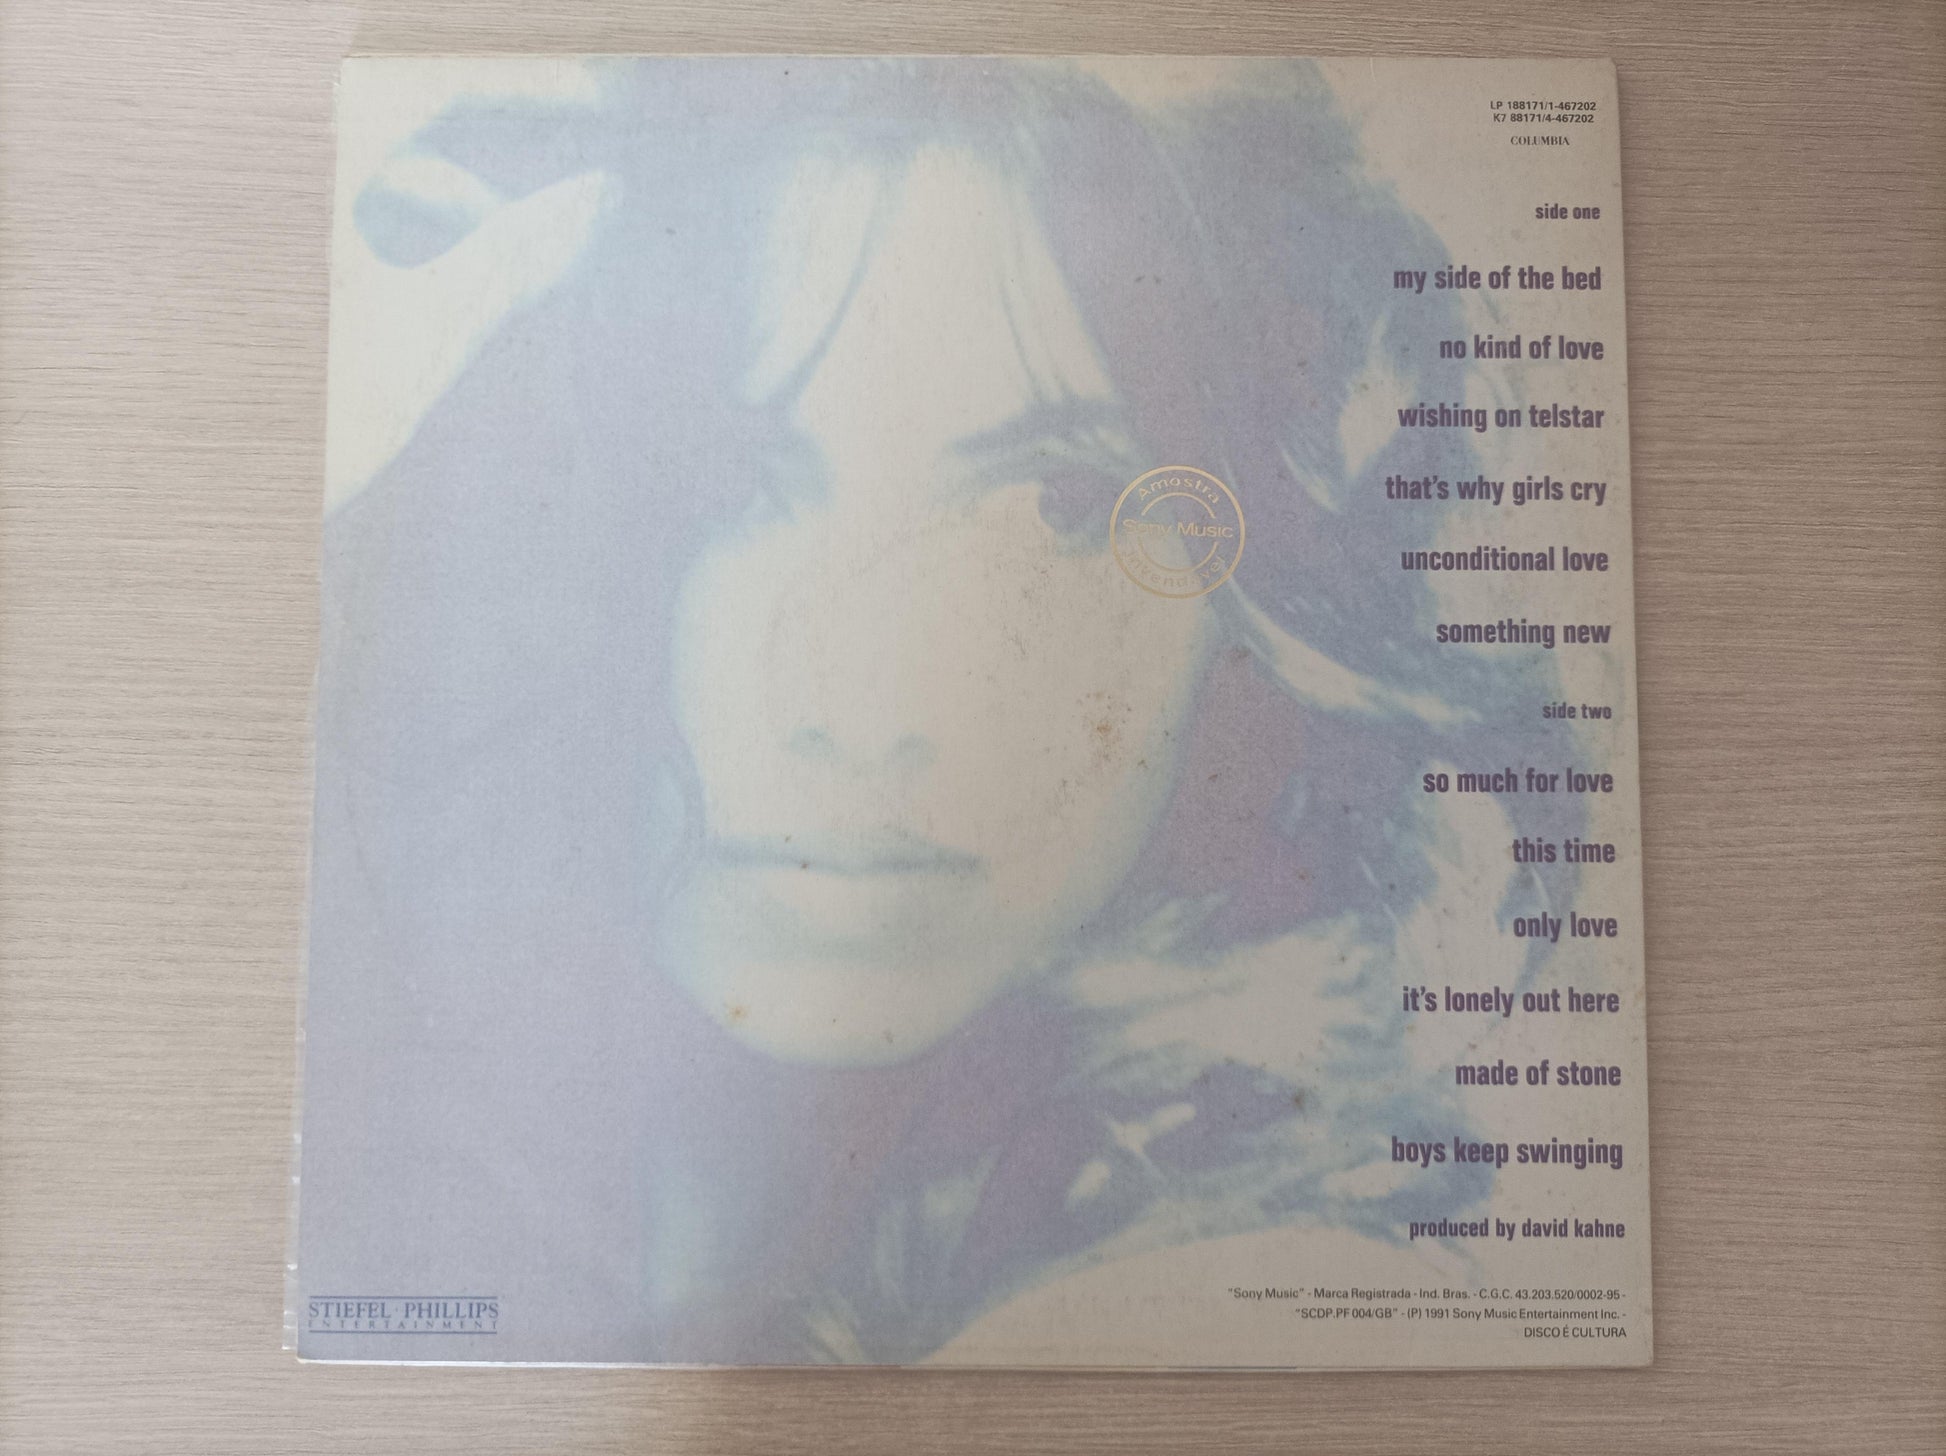 LP 188171/1-467202
K7 88171/4-467202
COLUMBIA
side one
my side of the bed
no kind of love
wishing on telstar
that's why girls cry
unconditional love
something new
side two
so much for love
this time
only love
it's lonely out here
made of stone
boys keep swinging
produced by david kahne
Amostra
Sony Music
Invendável
STIEFEL · PHILLIPS
ENTERTAINMENT
"Sony Music" - Marca Registrada - Ind. Bras. - C.G.C. 43.203.520/0002-95 -
"SCDP.PF 004/GB" - (P) 1991 Sony Music Entertainment Inc. -
DISCO É CULTURA